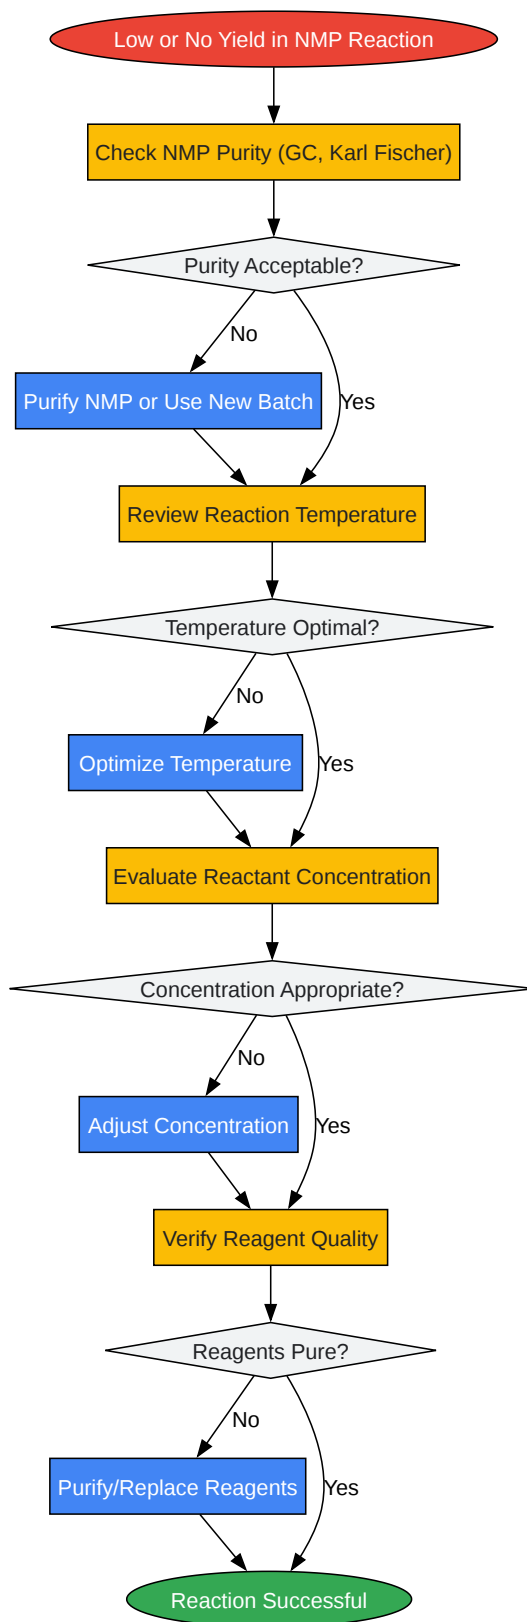 Low or No Yield in NMP Reaction
Check NMP Purity (GC, Karl Fischer)
Purity Acceptable?
No
Purify NMP or Use New Batch
Yes
Review Reaction Temperature
Temperature Optimal?
No
Optimize Temperature
Yes
Evaluate Reactant Concentration
Concentration Appropriate?
No
Adjust Concentration
Yes
Verify Reagent Quality
Reagents Pure?
No
Purify/Replace Reagents
Yes
Reaction Successful